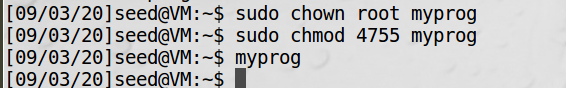 [09/03/20]seed@VM:~$ sudo chown root myprog
[09/03/20]seed@VM:~$ sudo chmod 4755 myprog
[09/03/20]seed@VM:~$ myprog
[09/03/20]seed@VM:~$